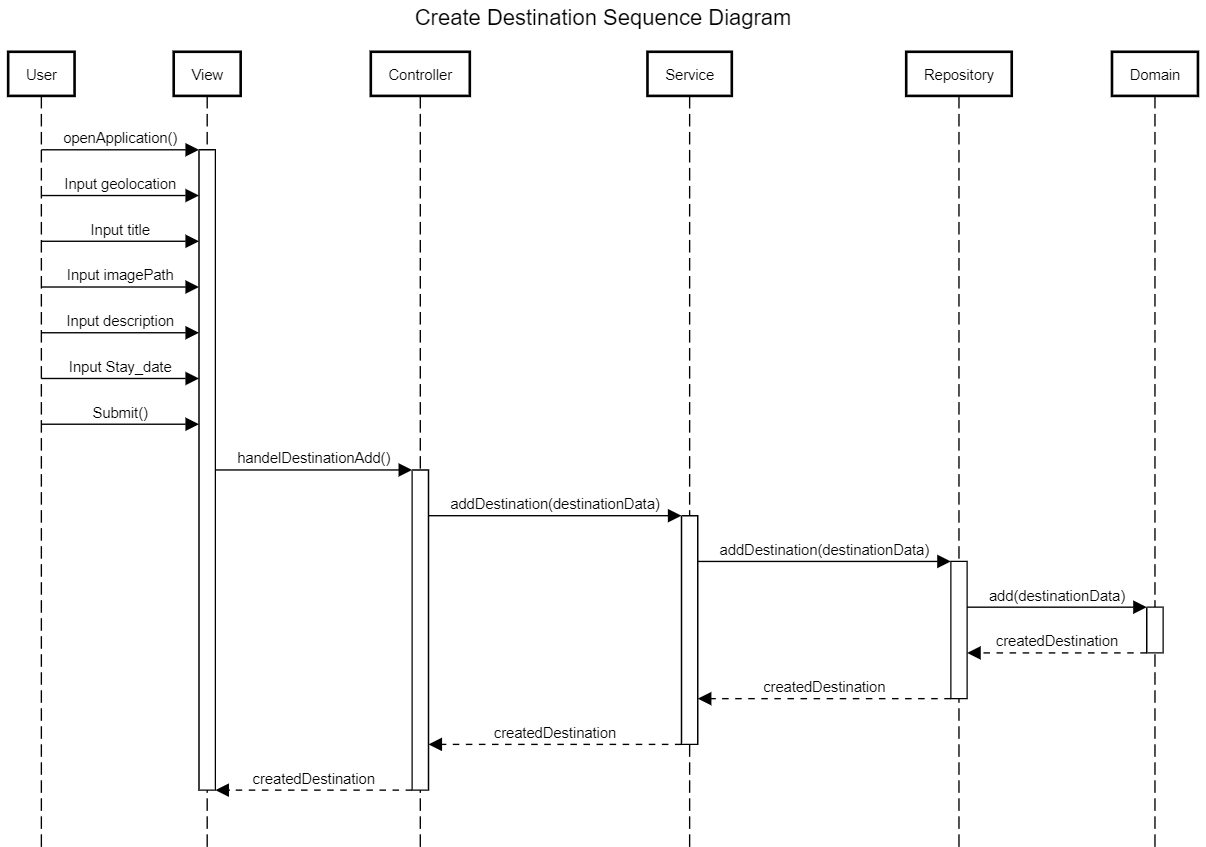 Create Destination Sequence Diagram
User
View
Controller
Service
Repository
Domain
openApplication()
Input geolocation
Input title
Input imagePath
Input description
Input Stay_date
Submit()
handelDestinationAdd()
addDestination(destinationData)
addDestination(destinationData)
add(destinationData)
createdDestination
createdDestination
createdDestination
createdDestination